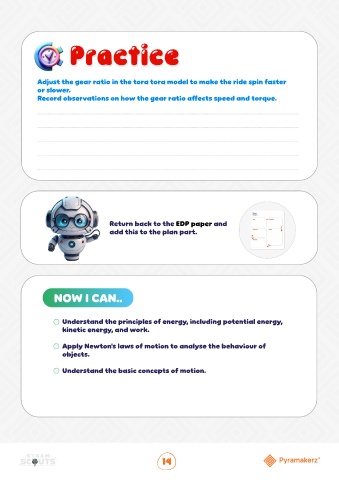 Practice
Adjust the gear ratio in the tora tora model to make the ride spin faster
or slower.
Record observations on how the gear ratio affects speed and torque.
Return back to the EDP paper and
add this to the plan part.
NOW I CAN..
Understand the principles of energy, including potential energy,
kinetic energy, and work.
Apply Newton's laws of motion to analyse the behaviour of
objects.
Understand the basic concepts of motion.
STEAM
SCOUTS
14
Pyramakerz